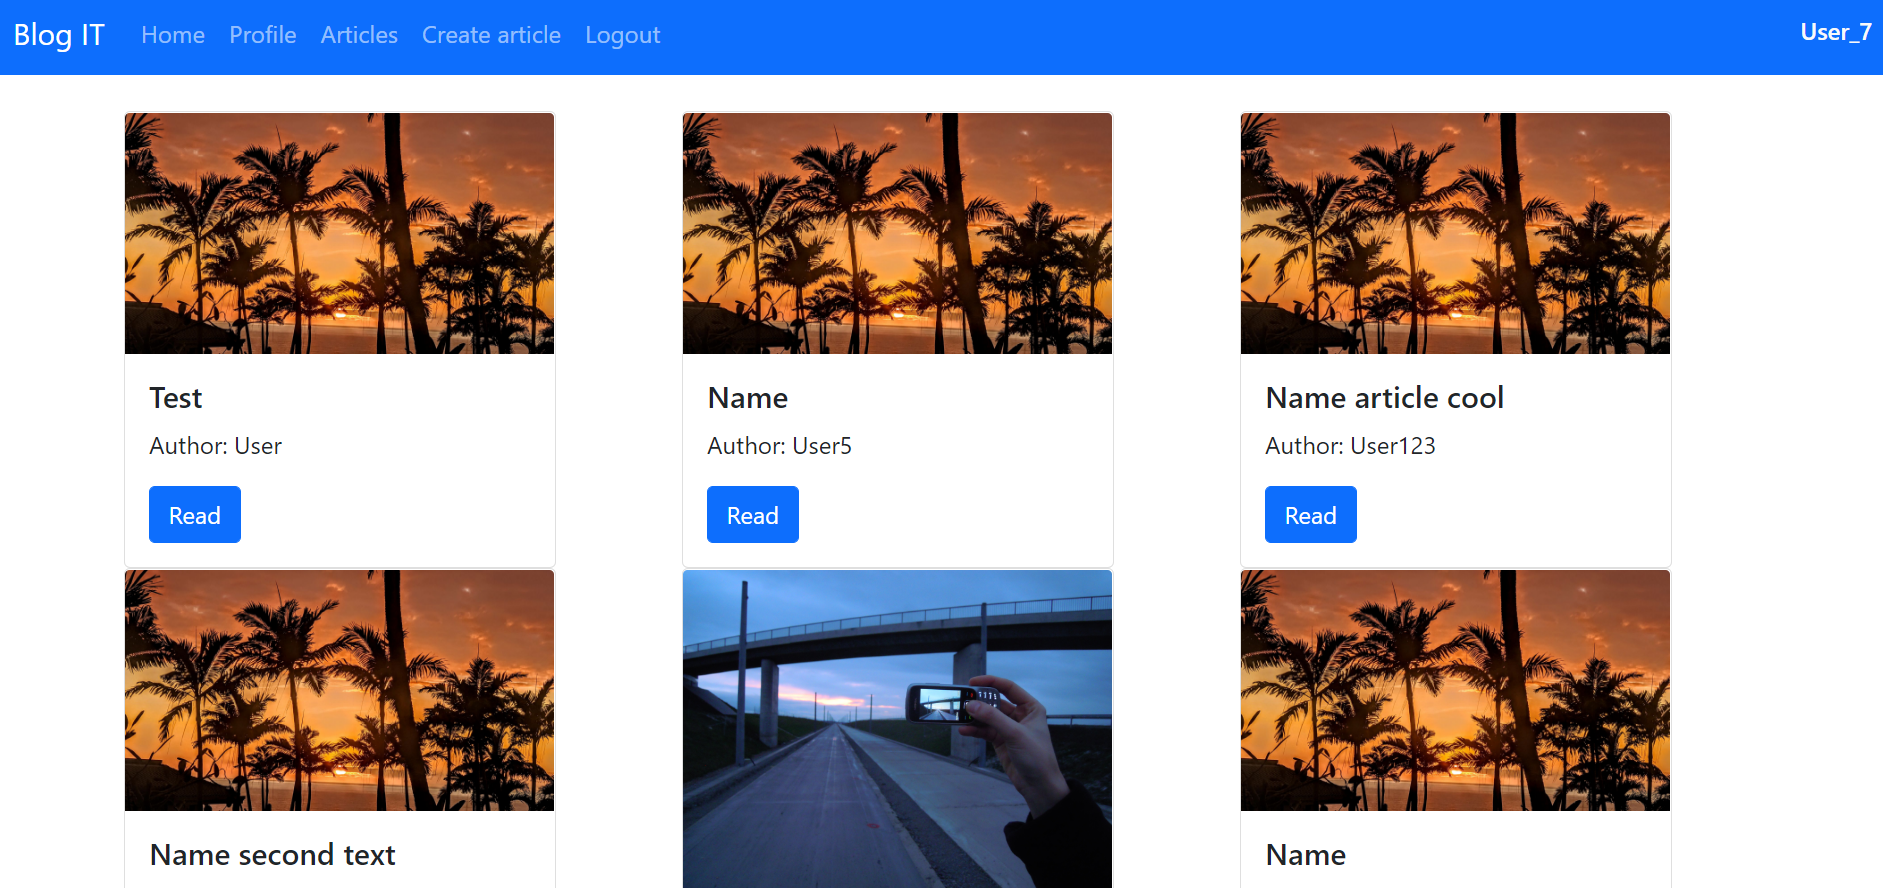 Blog IT Home Profile Articles Create article Logout User_7
Test
Author: User
Read
Name
Author: User5
Read
Name article cool
Author: User123
Read
Name second text
Name